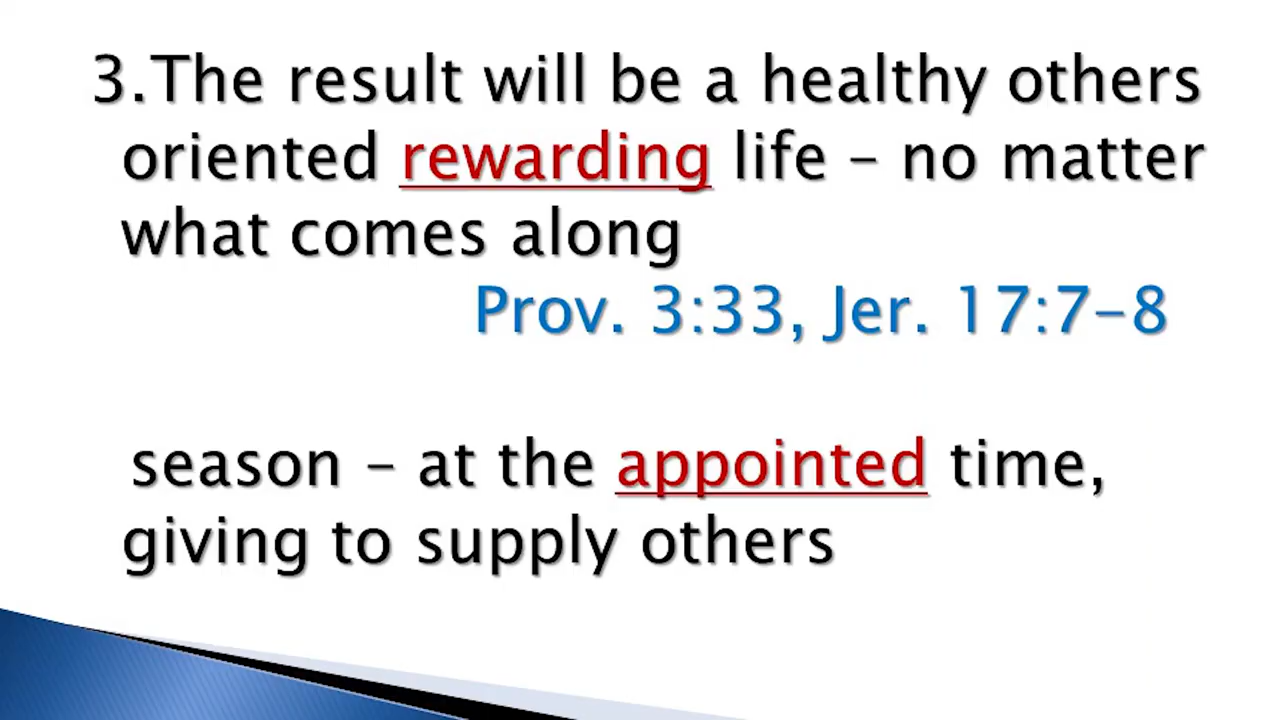 3.The result will be a healthy others
oriented rewarding life – no matter
what comes along
Prov. 3:33, Jer. 17:7-8
season – at the appointed time,
giving to supply others